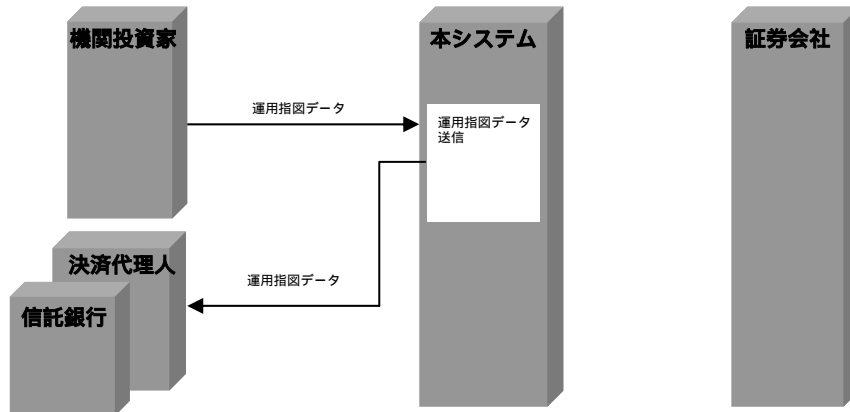 機関投資家
本システム
証券会社
運用指図データ
運用指図データ
送信
決済代理人
運用指図データ
信託銀行